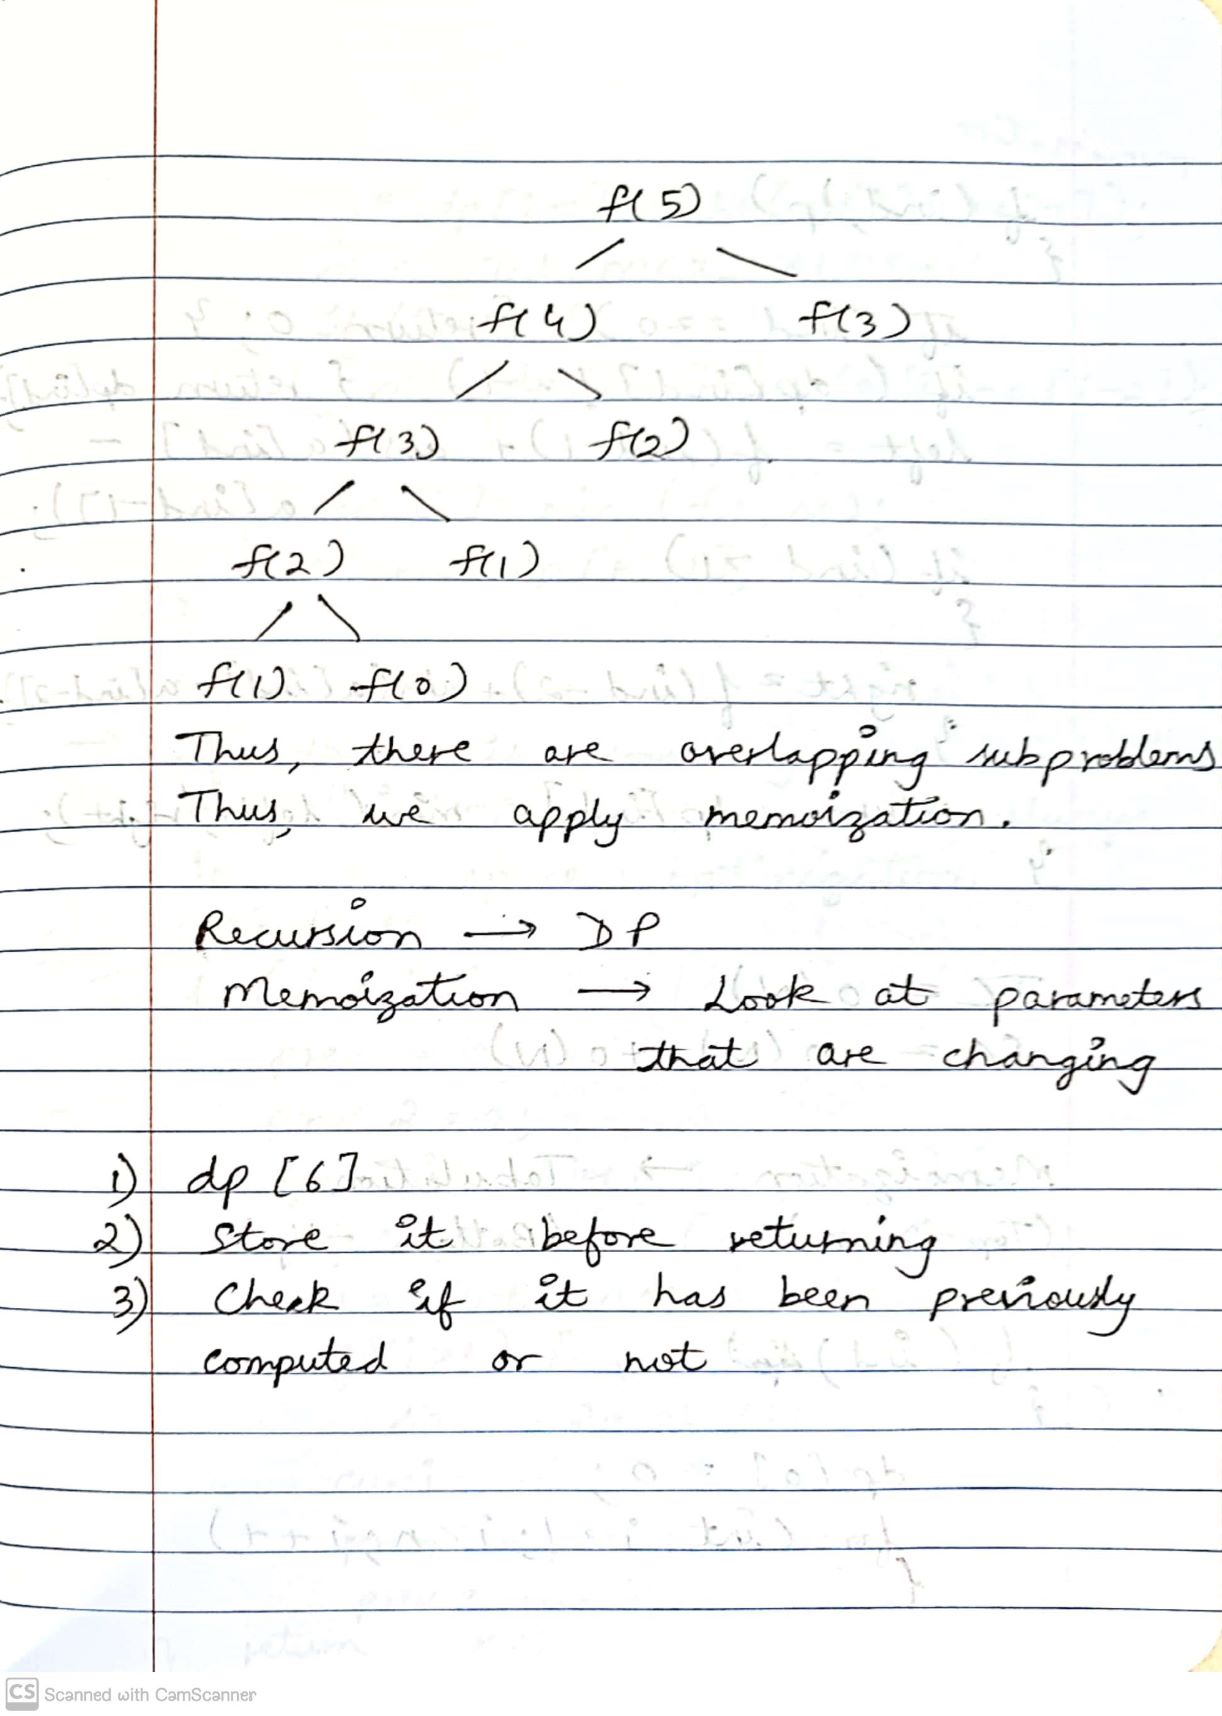 f(5)
f(4) f(3)
f(3) f(2)
f(2) f(1)
f(1) f(0)
Thus, there are overlapping subproblems
Thus, we apply memoization.
Recursion → DP
Memoization → Look at parameters
that are changing
1) dp [6]
2) Store it before returning
3) Check if it has been previously
computed or not
CS Scanned with CamScanner